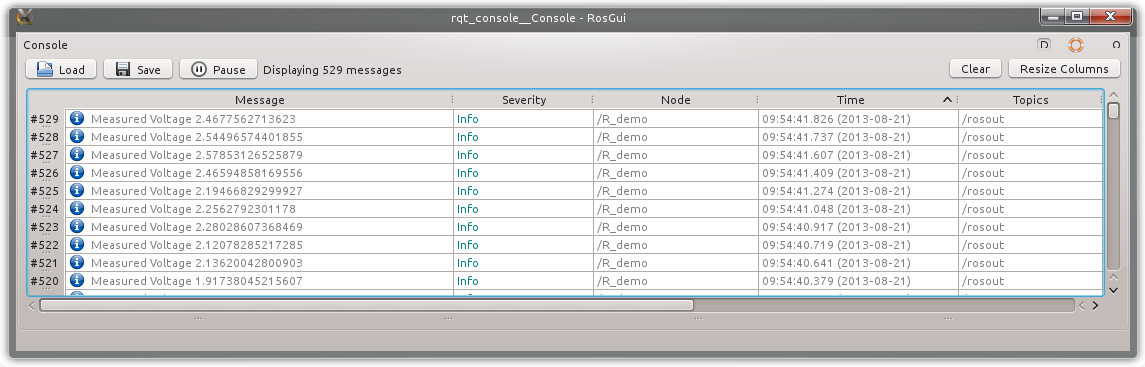 rqt_console__Console - RosGui
Console D O
Load Save Pause Displaying 529 messages Clear Resize Columns
Message Severity Node Time Topics
#529 Measured Voltage 2.4677562713623 Info /R_demo 09:54:41.826 (2013-08-21) /rosout
#528 Measured Voltage 2.54496574401855 Info /R_demo 09:54:41.737 (2013-08-21) /rosout
#527 Measured Voltage 2.57853126525879 Info /R_demo 09:54:41.607 (2013-08-21) /rosout
#526 Measured Voltage 2.46594858169556 Info /R_demo 09:54:41.409 (2013-08-21) /rosout
#525 Measured Voltage 2.19466829299927 Info /R_demo 09:54:41.274 (2013-08-21) /rosout
#524 Measured Voltage 2.2562792301178 Info /R_demo 09:54:41.048 (2013-08-21) /rosout
#523 Measured Voltage 2.28028607368469 Info /R_demo 09:54:40.917 (2013-08-21) /rosout
#522 Measured Voltage 2.12078285217285 Info /R_demo 09:54:40.719 (2013-08-21) /rosout
#521 Measured Voltage 2.13620042800903 Info /R_demo 09:54:40.641 (2013-08-21) /rosout
#520 Measured Voltage 1.91738045215607 Info /R_demo 09:54:40.379 (2013-08-21) /rosout